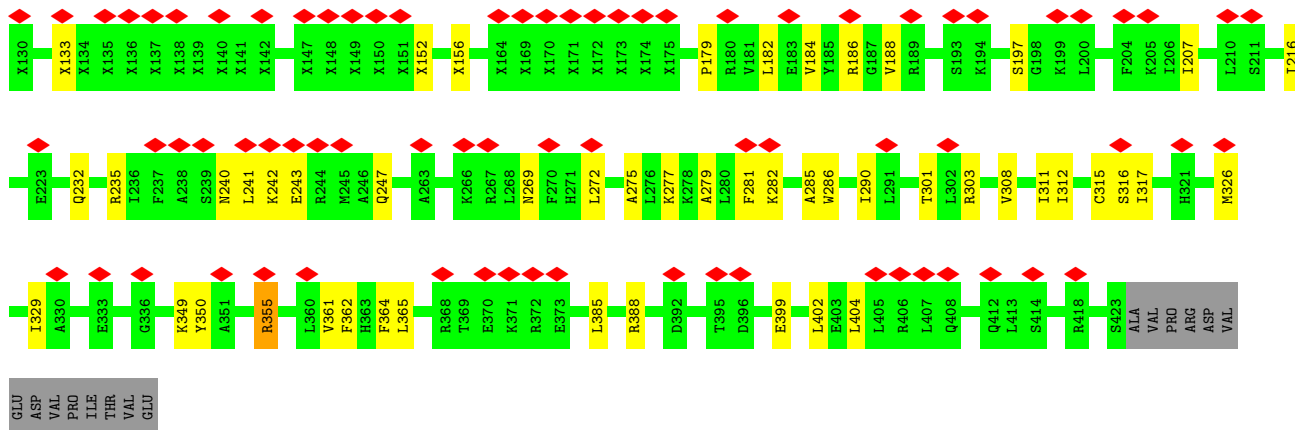 X130 X133 X134 X135 X136 X137 X138 X139 X140 X141 X142 X147 X148 X149 X150 X151 X152 X156 X164 X169 X170 X171 X172 X173 X174 X175 P179 R180 V181 L182 E183 V184 Y185 R186 G187 V188 R189 S193 K194 S197 G198 K199 L200 F204 K205 I206 I207 L210 S211 I216
E223 Q232 R235 I236 F237 A238 S239 N240 L241 K242 E243 R244 M245 A246 Q247 A263 K266 R267 L268 N269 F270 H271 L272 A275 L276 K277 K278 A279 L280 F281 K282 A285 W286 I290 L291 T301 L302 R303 V308 I311 I312 C315 S316 I317 H321 M326
I329 A330 E333 G336 K349 Y350 A351 R355 L360 V361 F362 H363 F364 L365 R368 T369 E370 K371 R372 E373 L385 R388 D392 T395 D396 E399 L402 E403 L404 L405 R406 L407 Q408 Q412 L413 S414 R418 S423 ALA VAL PRO ARG ASP VAL
GLU ASP VAL PRO ILE THR VAL GLU